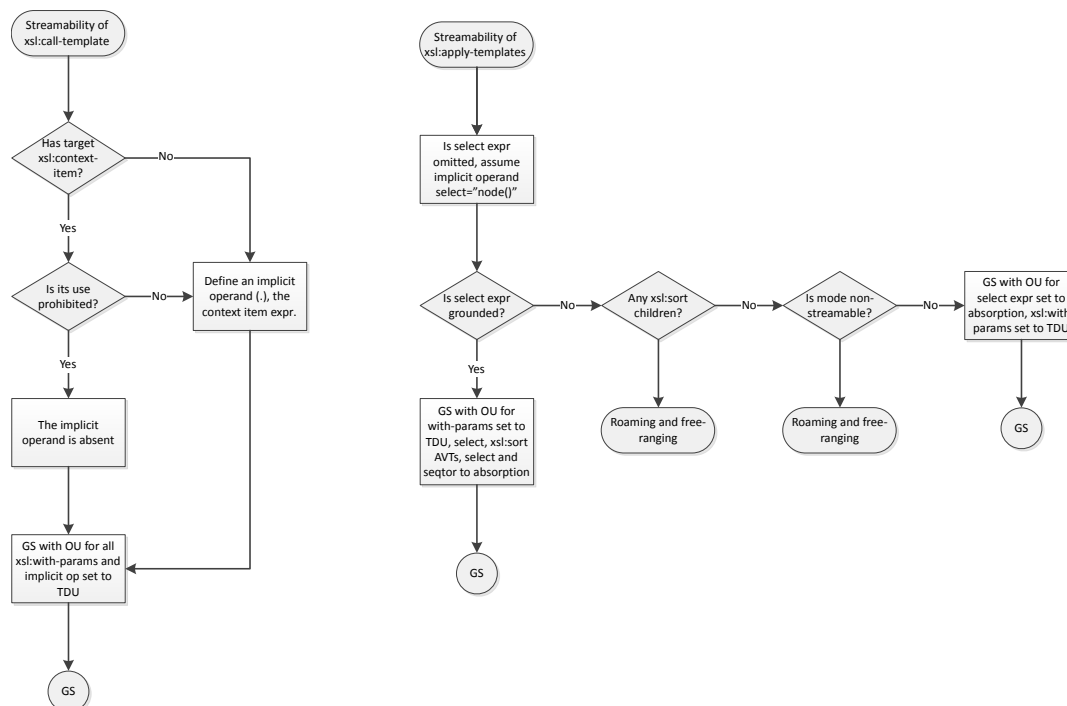 Streamability of
xsl:call-template
Has target
xsl:context-
item?
No
Yes
Is its use
prohibited?
No
Define an implicit
operand (.), the
context item expr.
Yes
The implicit
operand is absent
GS with OU for all
xsl:with-params and
implicit op set to
TDU
GS
Streamability of
xsl:apply-templates
Is select expr
omitted, assume
implicit operand
select=”node()”
Is select expr
grounded?
No
Any xsl:sort
children?
No
Is mode non-
streamable?
No
GS with OU for
select expr set to
absorption, xsl:with-
params set to TDU
Yes
GS with OU for
with-params set to
TDU, select, xsl:sort
AVTs, select and
seqtor to absorption
Roaming and free-
ranging
Roaming and free-
ranging
GS
GS